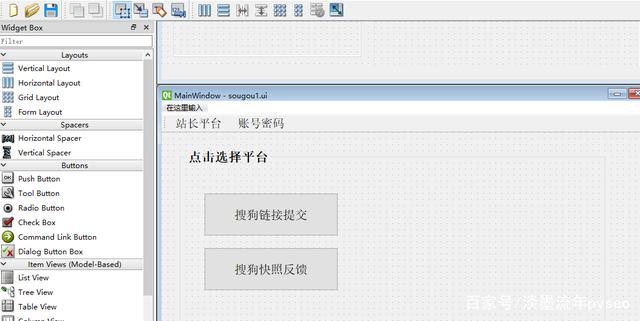 Widget Box
Filter
Layouts
Vertical Layout
Horizontal Layout
Grid Layout
Form Layout
Spacers
Horizontal Spacer
Vertical Spacer
Buttons
Push Button
Tool Button
Radio Button
Check Box
Command Link Button
Dialog Button Box
Item Views (Model-Based)
List View
Tree View
Table View
Column View
MainWindow - sougou1.ui
在这里输入
站长平台 账号密码
点击选择平台
搜狗链接提交
搜狗快照反馈
百家号/淡墨流年pvseo